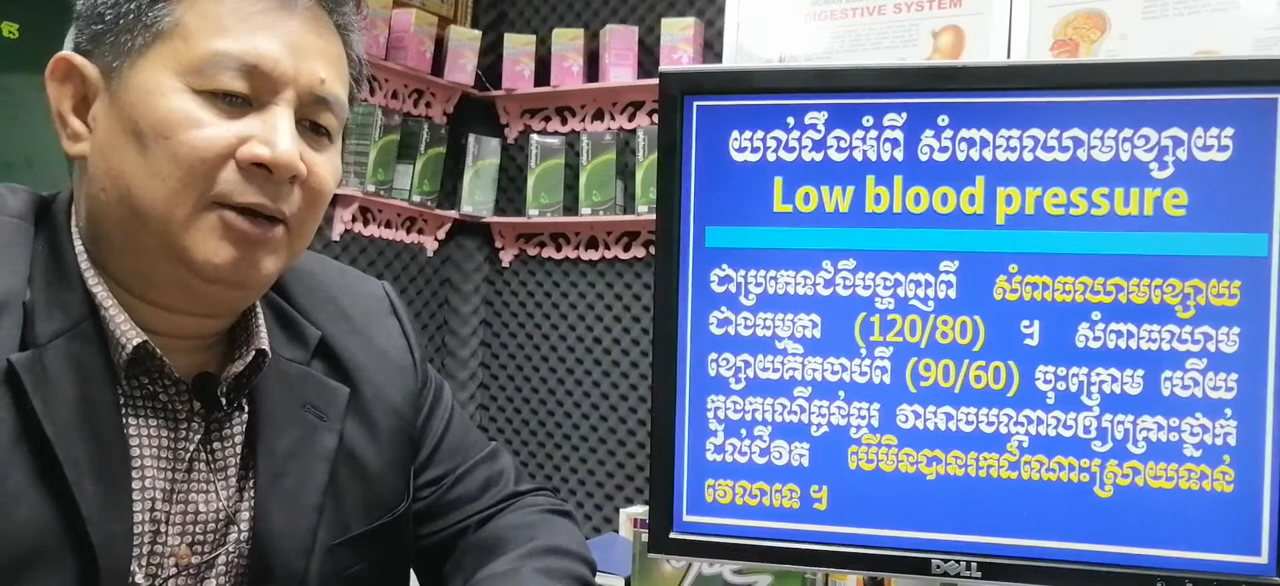 DIGESTIVE SYSTEM
យល់ដឹងអំពី សំពាធឈាមខ្សោយ
Low blood pressure
ជាប្រភេទជំងឺបង្ហាញពី សំពាធឈាមខ្សោយ
ជាងធម្មតា (120/80) ។ សំពាធឈាម
ខ្សោយគិតចាប់ពី (90/60) ចុះក្រោម ហើយ
ក្នុងករណីធ្ងន់ធ្ងរ វាអាចបណ្តាលឲ្យគ្រោះថ្នាក់
ដល់ជីវិត បើមិនបានរកដំណោះស្រាយទាន់
វេលាទេ ។
DELL